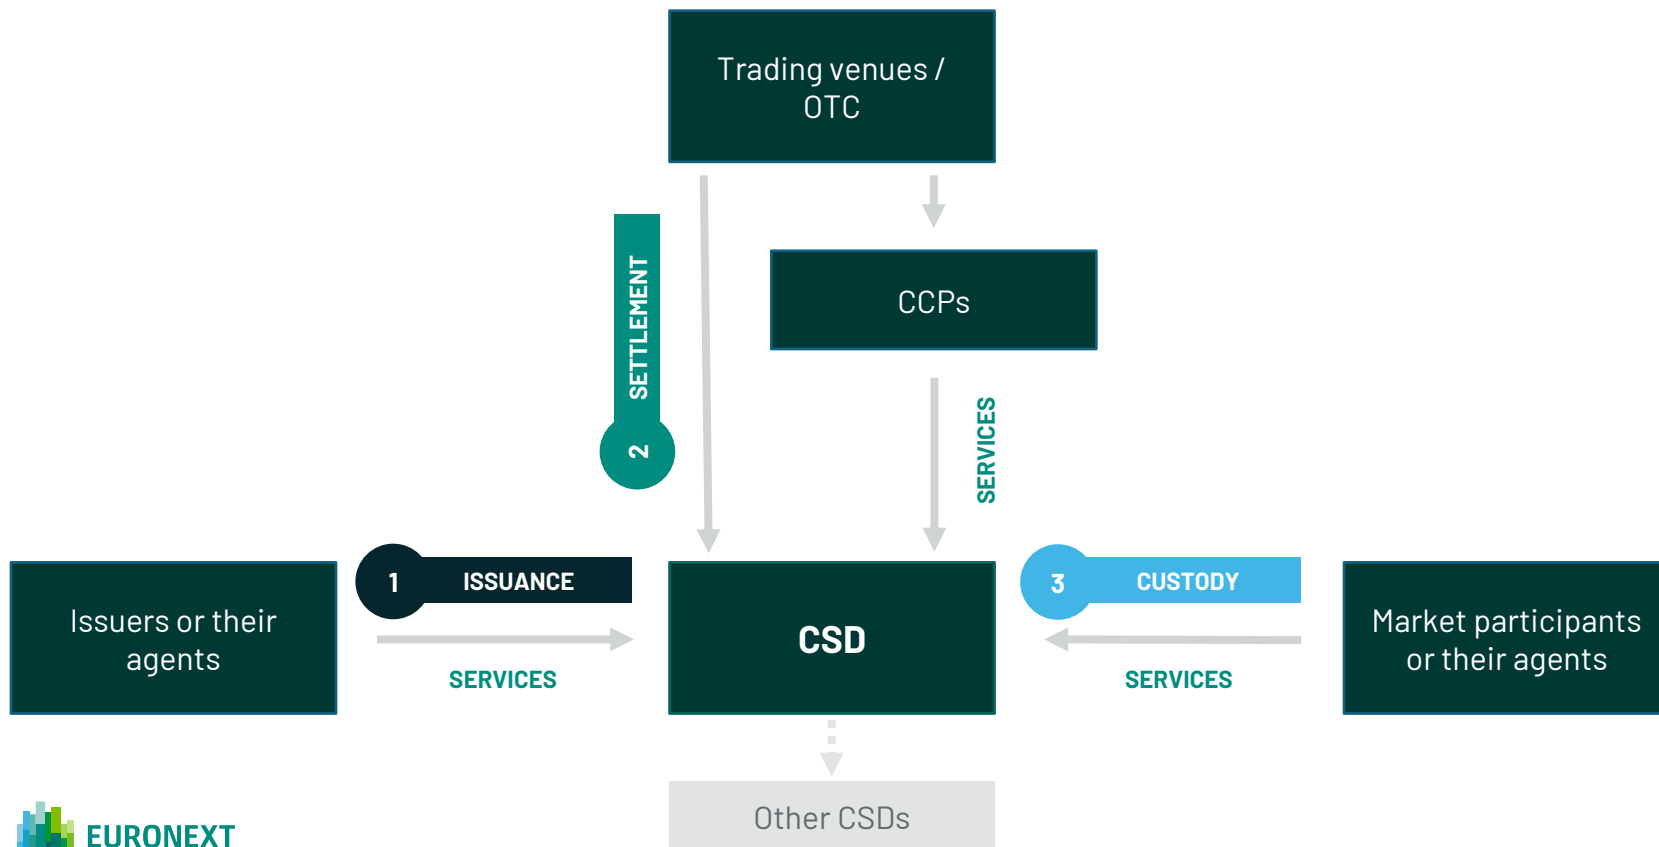 Trading venues /
OTC
SETTLEMENT
2
CCPs
SERVICES
Issuers or their
agents
1
ISSUANCE
SERVICES
CSD
3
CUSTODY
SERVICES
Market participants
or their agents
Other CSDs
EURONEXT